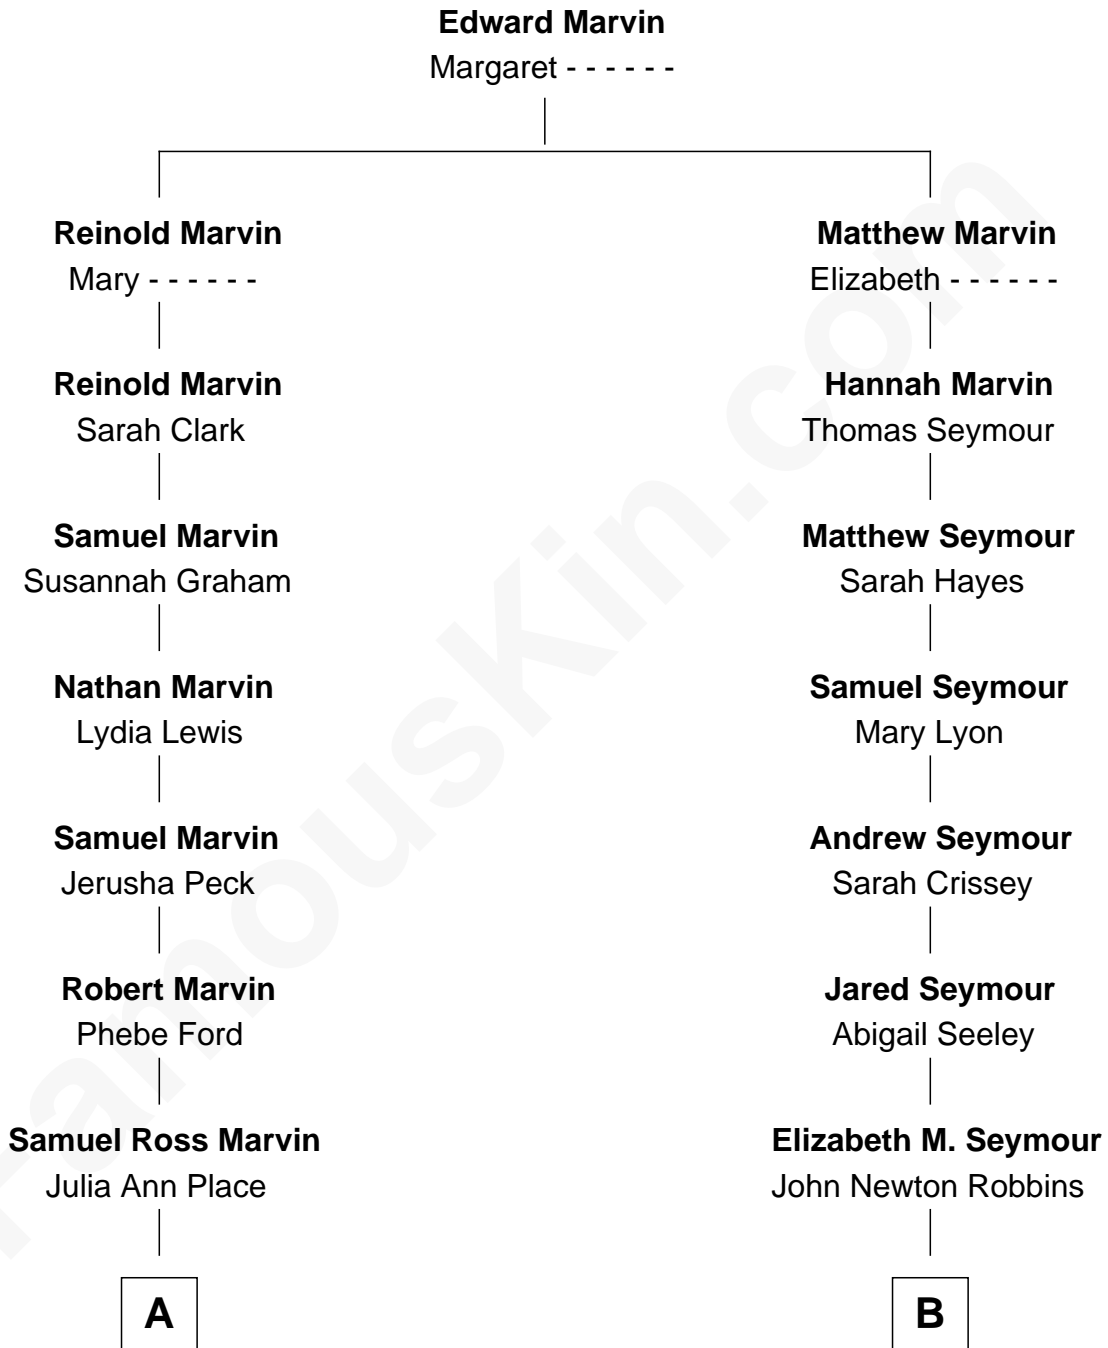 Edward Marvin
Margaret - - - - - -
Reinold Marvin
Mary - - - - - -
Matthew Marvin
Elizabeth - - - - - -
Reinold Marvin
Sarah Clark
Hannah Marvin
Thomas Seymour
Samuel Marvin
Susannah Graham
Matthew Seymour
Sarah Hayes
Nathan Marvin
Lydia Lewis
Samuel Seymour
Mary Lyon
Samuel Marvin
Jerusha Peck
Andrew Seymour
Sarah Crissey
Robert Marvin
Phebe Ford
Jared Seymour
Abigail Seeley
Samuel Ross Marvin
Julia Ann Place
Elizabeth M. Seymour
John Newton Robbins
A
B
FamousKin.com